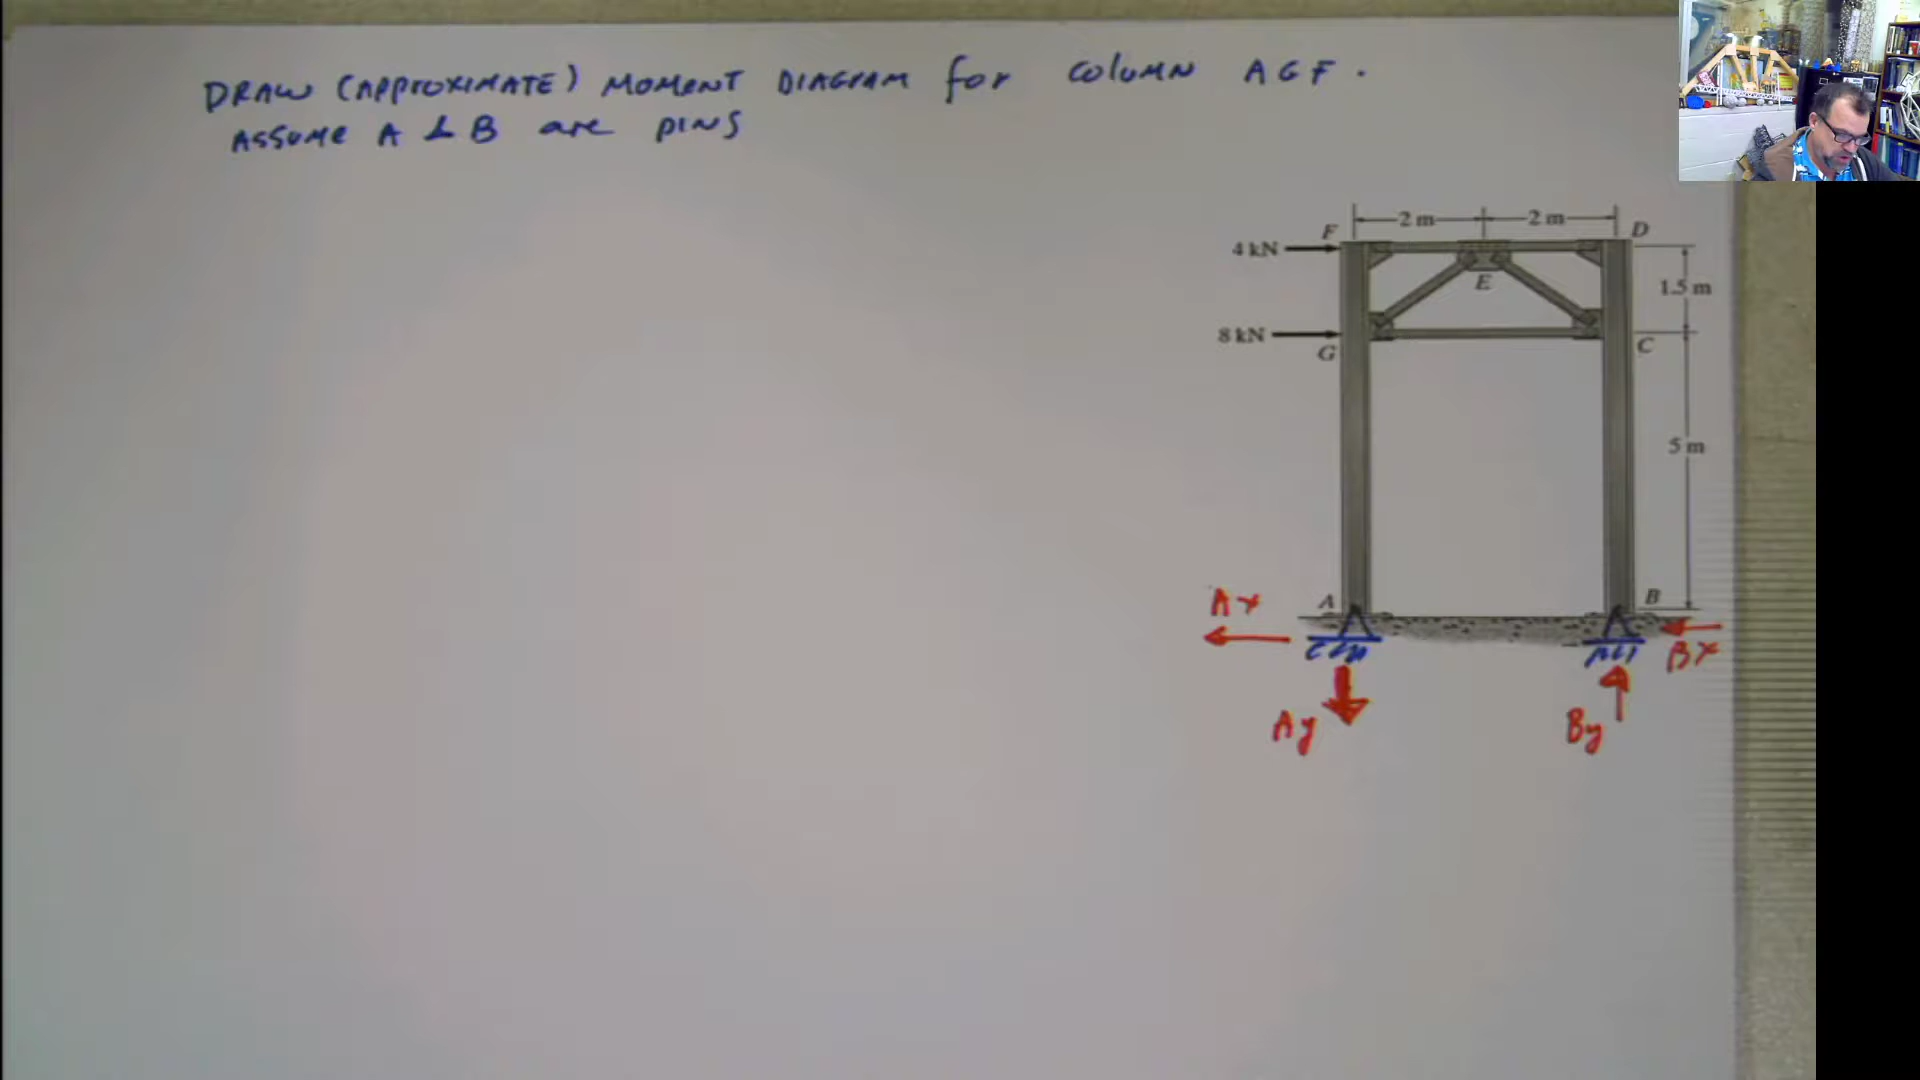 DRAW (APPROXIMATE) MOMENT DIAGRAM for COLUMN AGF.
ASSUME A & B are PINS
2 m 2 m
F D
4 kN
E
1.5 m
8 kN
G C
5 m
A B
Ax
Bx
Ay By